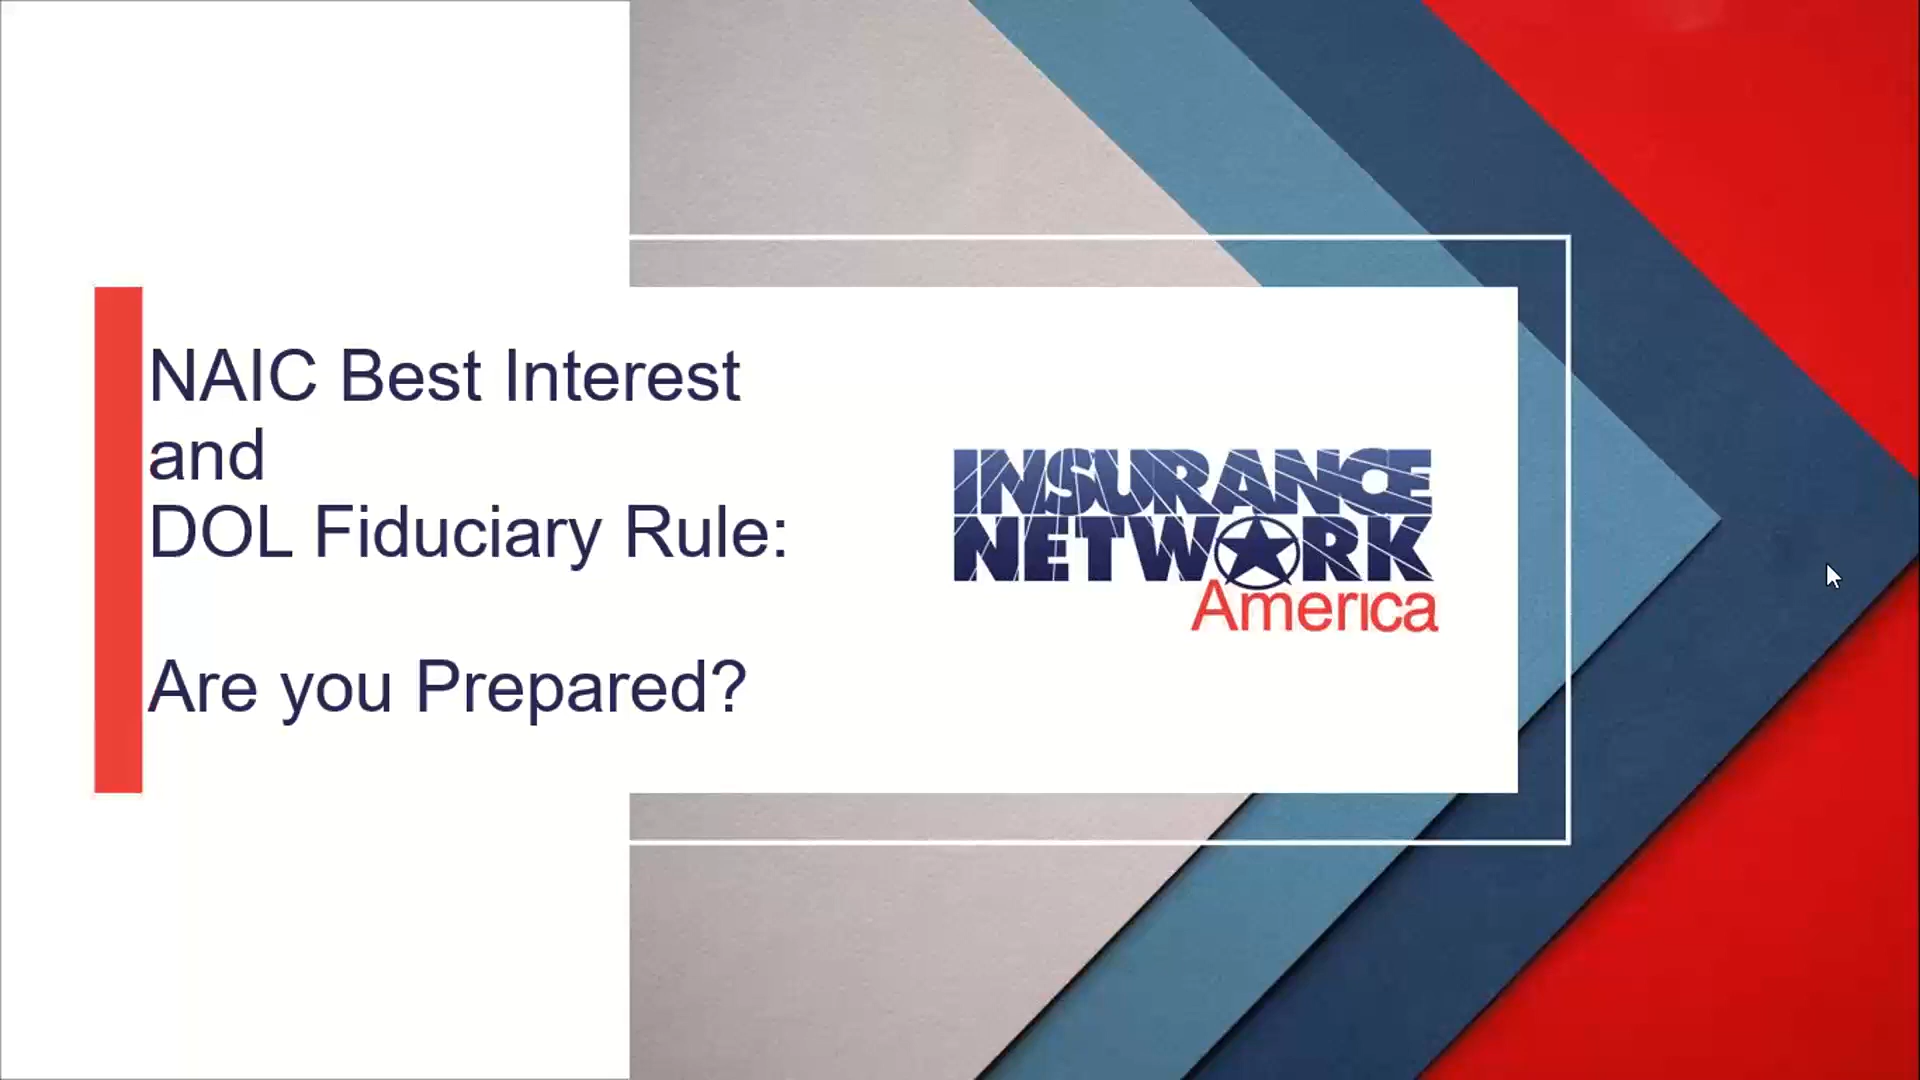 NAIC Best Interest
and
DOL Fiduciary Rule:
Are you Prepared?
INSURANCE
NETWORK
America